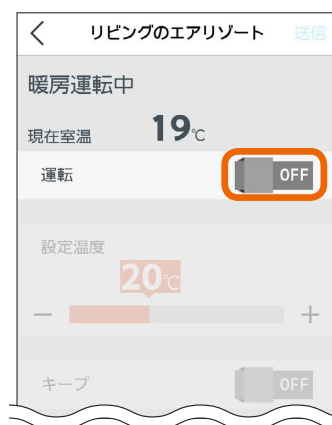 リビングのエアリゾート 送信
暖房運転中
現在室温 19℃
運転 OFF
設定温度
20℃
− +
キープ OFF